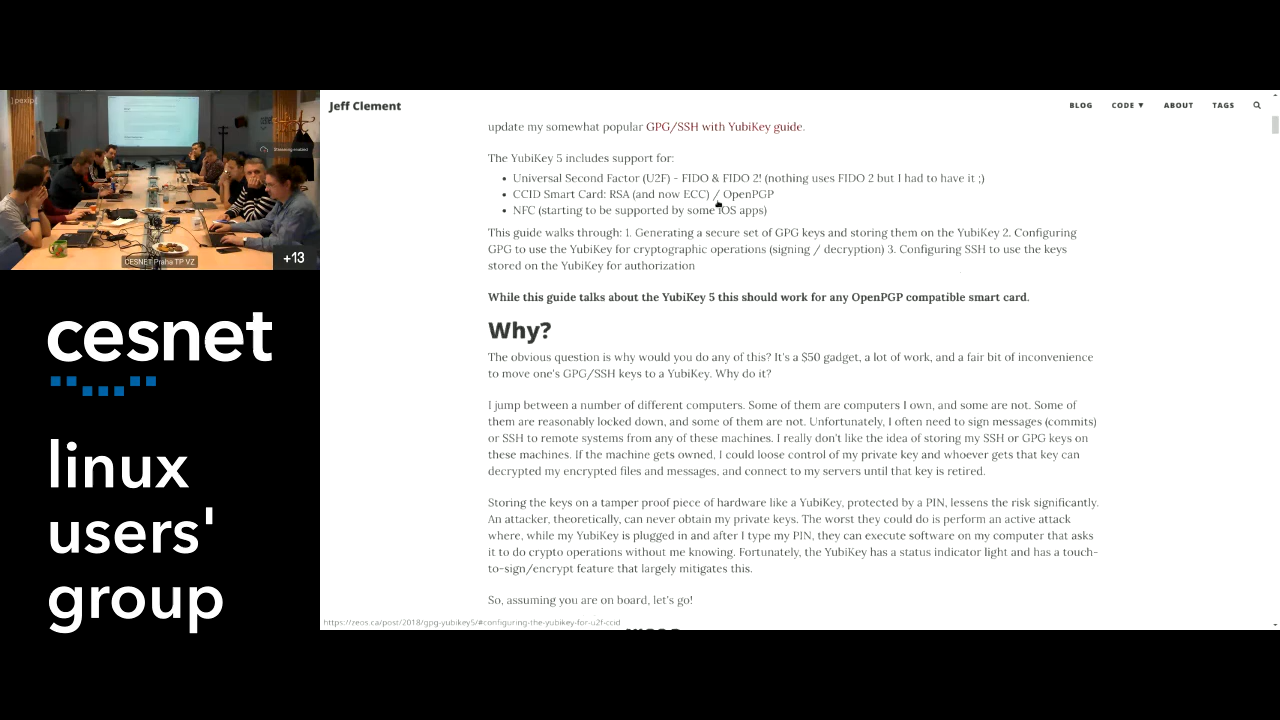 ]pexip[
Streaming enabled
CESNET Praha TP VZ
+13
cesnet
linux
users'
group
Jeff Clement
BLOG CODE ▼ ABOUT TAGS
update my somewhat popular GPG/SSH with YubiKey guide.
The YubiKey 5 includes support for:
• Universal Second Factor (U2F) - FIDO & FIDO 2! (nothing uses FIDO 2 but I had to have it ;)
• CCID Smart Card: RSA (and now ECC) / OpenPGP
• NFC (starting to be supported by some iOS apps)
This guide walks through: 1. Generating a secure set of GPG keys and storing them on the YubiKey 2. Configuring
GPG to use the YubiKey for cryptographic operations (signing / decryption) 3. Configuring SSH to use the keys
stored on the YubiKey for authorization
While this guide talks about the YubiKey 5 this should work for any OpenPGP compatible smart card.
Why?
The obvious question is why would you do any of this? It's a $50 gadget, a lot of work, and a fair bit of inconvenience
to move one's GPG/SSH keys to a YubiKey. Why do it?
I jump between a number of different computers. Some of them are computers I own, and some are not. Some of
them are reasonably locked down, and some of them are not. Unfortunately, I often need to sign messages (commits)
or SSH to remote systems from any of these machines. I really don't like the idea of storing my SSH or GPG keys on
these machines. If the machine gets owned, I could loose control of my private key and whoever gets that key can
decrypted my encrypted files and messages, and connect to my servers until that key is retired.
Storing the keys on a tamper proof piece of hardware like a YubiKey, protected by a PIN, lessens the risk significantly.
An attacker, theoretically, can never obtain my private keys. The worst they could do is perform an active attack
where, while my YubiKey is plugged in and after I type my PIN, they can execute software on my computer that asks
it to do crypto operations without me knowing. Fortunately, the YubiKey has a status indicator light and has a touch-
to-sign/encrypt feature that largely mitigates this.
So, assuming you are on board, let's go!
https://zeos.ca/post/2018/gpg-yubikey5/#configuring-the-yubikey-for-u2f-ccid